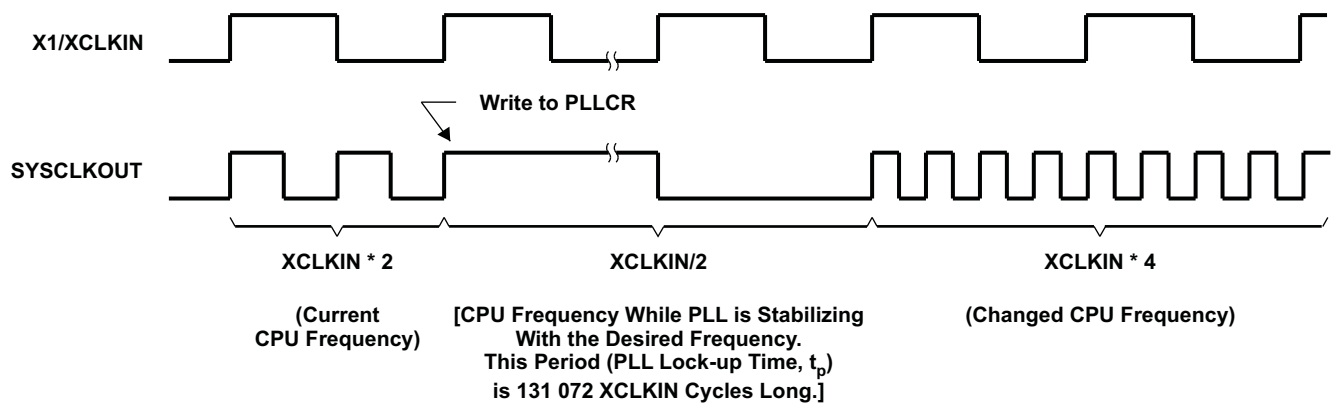 X1/XCLKIN
Write to PLLCR
SYSCLKOUT
XCLKIN * 2
XCLKIN/2
XCLKIN * 4
(Current
CPU Frequency)
[CPU Frequency While PLL is Stabilizing
With the Desired Frequency.
This Period (PLL Lock-up Time, tp)
is 131 072 XCLKIN Cycles Long.]
(Changed CPU Frequency)